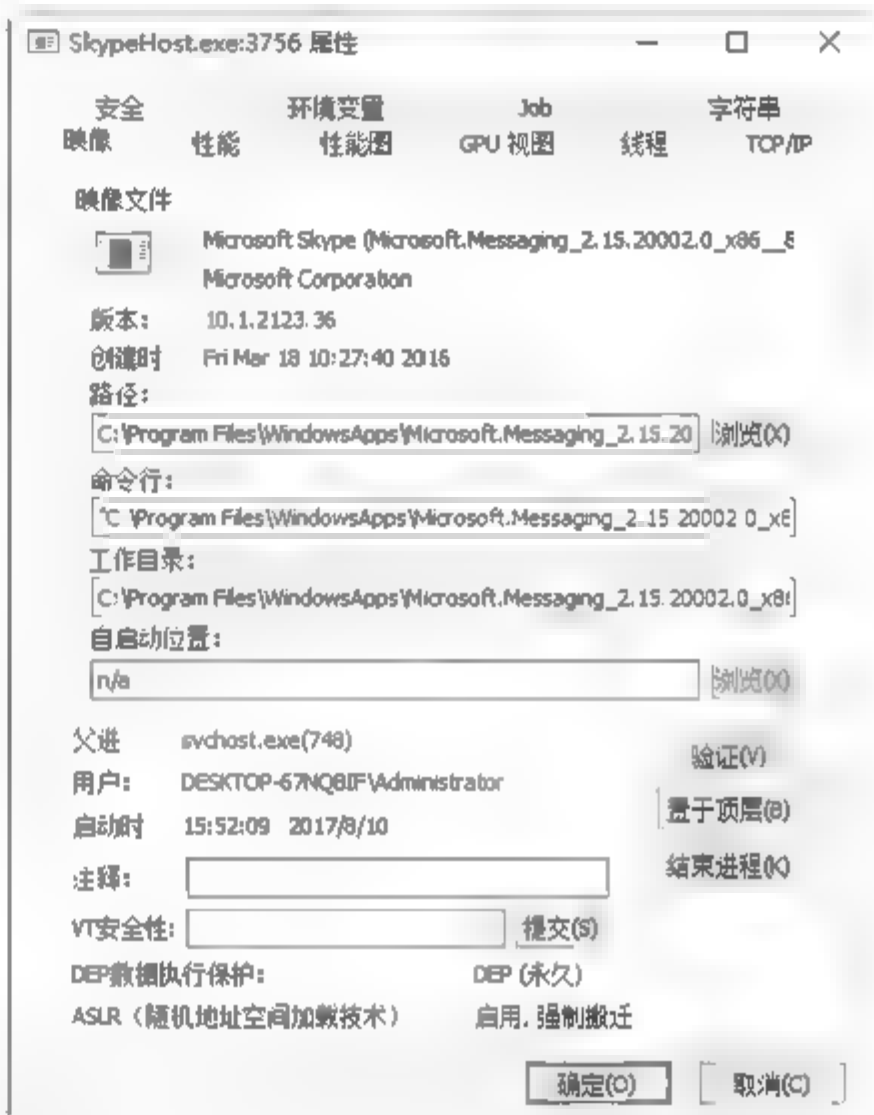 SkypeHost.exe:3756 属性
安全 环境变量 Job 字符串
映像 性能 性能图 GPU 视图 线程 TCP/IP
映像文件
Microsoft Skype (Microsoft.Messaging_2.15.20002.0_x86__8
Microsoft Corporation
版本: 10.1.2123.36
创建时 Fri Mar 18 10:27:40 2016
路径:
C:\Program Files\WindowsApps\Microsoft.Messaging_2.15.20 浏览(X)
命令行:
"C:\Program Files\WindowsApps\Microsoft.Messaging_2.15.20002.0_x8
工作目录:
C:\Program Files\WindowsApps\Microsoft.Messaging_2.15.20002.0_x86
自启动位置:
n/a 浏览(X)
父进 svchost.exe(748)
验证(V)
用户: DESKTOP-67NQBIF\Administrator
置于顶层(B)
启动时 15:52:09 2017/8/10
结束进程(K)
注释:
VT安全性: 提交(S)
DEP数据执行保护: DEP (永久)
ASLR（随机地址空间加载技术） 启用,强制搬迁
确定(O) 取消(C)